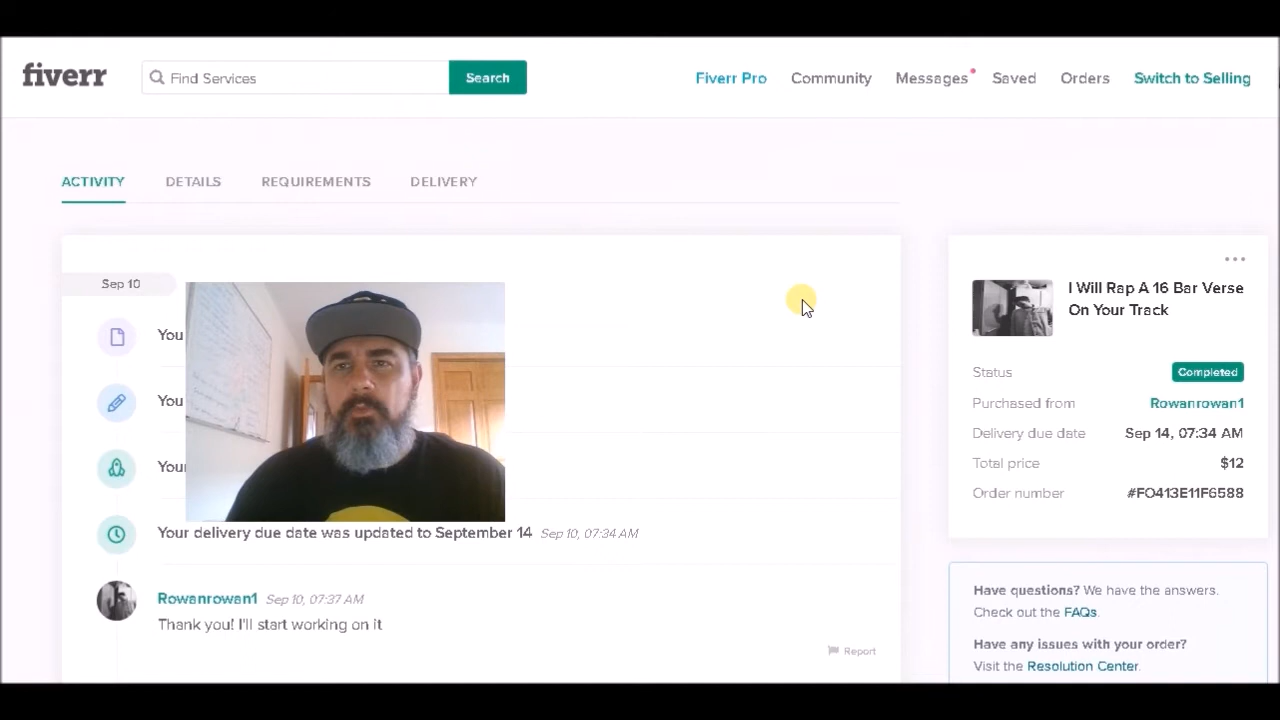 fiverr
Find Services
Search
Fiverr Pro
Community
Messages
Saved
Orders
Switch to Selling
ACTIVITY
DETAILS
REQUIREMENTS
DELIVERY
Sep 10
You
You
Your delivery due date was updated to September 14 Sep 10, 07:34 AM
Rowanrowan1 Sep 10, 07:37 AM
Thank you! I'll start working on it
Report
I Will Rap A 16 Bar Verse
On Your Track
Status Completed
Purchased from Rowanrowan1
Delivery due date Sep 14, 07:34 AM
Total price $12
Order number #FO413E11F6588
Have questions? We have the answers.
Check out the FAQs.
Have any issues with your order?
Visit the Resolution Center.